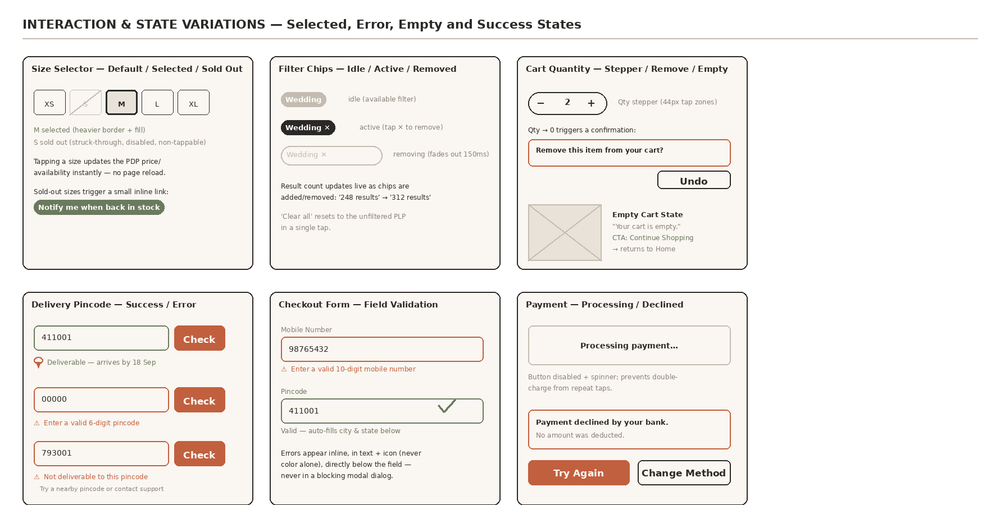 INTERACTION & STATE VARIATIONS — Selected, Error, Empty and Success States
Size Selector — Default / Selected / Sold Out
XS
S
M
L
XL
M selected (heavier border + fill)
S sold out (struck-through, disabled, non-tappable)
Tapping a size updates the PDP price/
availability instantly — no page reload.
Sold-out sizes trigger a small inline link:
Notify me when back in stock
Filter Chips — Idle / Active / Removed
Wedding
idle (available filter)
Wedding ✕
active (tap ✕ to remove)
Wedding ✕
removing (fades out 150ms)
Result count updates live as chips are
added/removed: '248 results' → '312 results'
'Clear all' resets to the unfiltered PLP
in a single tap.
Cart Quantity — Stepper / Remove / Empty
− 2 +
Qty stepper (44px tap zones)
Qty → 0 triggers a confirmation:
Remove this item from your cart?
Undo
Empty Cart State
"Your cart is empty."
CTA: Continue Shopping
→ returns to Home
Delivery Pincode — Success / Error
411001
Check
Deliverable — arrives by 18 Sep
00000
Check
⚠ Enter a valid 6-digit pincode
793001
Check
⚠ Not deliverable to this pincode
Try a nearby pincode or contact support
Checkout Form — Field Validation
Mobile Number
98765432
⚠ Enter a valid 10-digit mobile number
Pincode
411001
Valid — auto-fills city & state below
Errors appear inline, in text + icon (never
color alone), directly below the field —
never in a blocking modal dialog.
Payment — Processing / Declined
Processing payment…
Button disabled + spinner; prevents double-
charge from repeat taps.
Payment declined by your bank.
No amount was deducted.
Try Again
Change Method